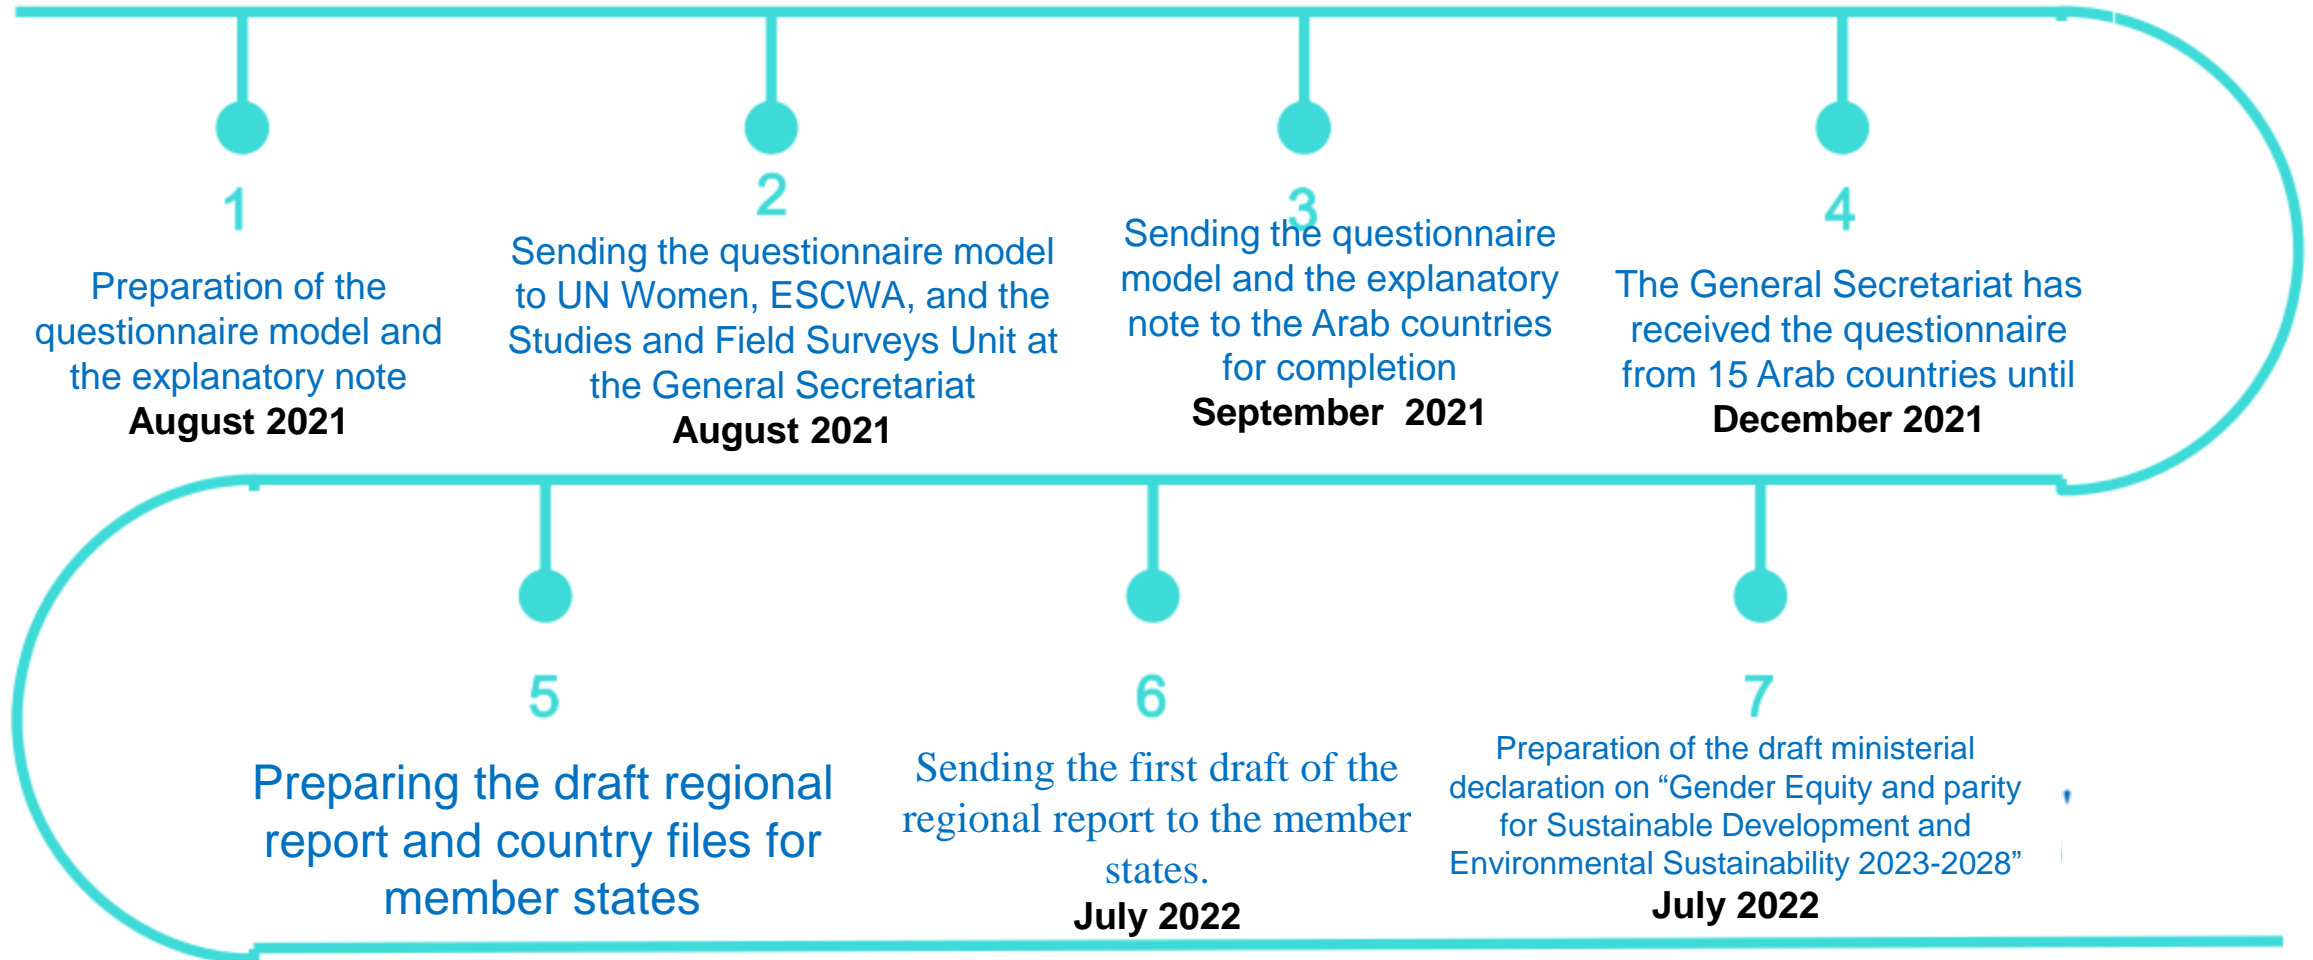 1
Preparation of the
questionnaire model and
the explanatory note
August 2021
2
Sending the questionnaire model
to UN Women, ESCWA, and the
Studies and Field Surveys Unit at
the General Secretariat
August 2021
3
Sending the questionnaire
model and the explanatory
note to the Arab countries
for completion
September 2021
4
The General Secretariat has
received the questionnaire
from 15 Arab countries until
December 2021
5
Preparing the draft regional
report and country files for
member states
6
Sending the first draft of the
regional report to the member
states.
July 2022
7
Preparation of the draft ministerial
declaration on “Gender Equity and parity
for Sustainable Development and
Environmental Sustainability 2023-2028”
July 2022